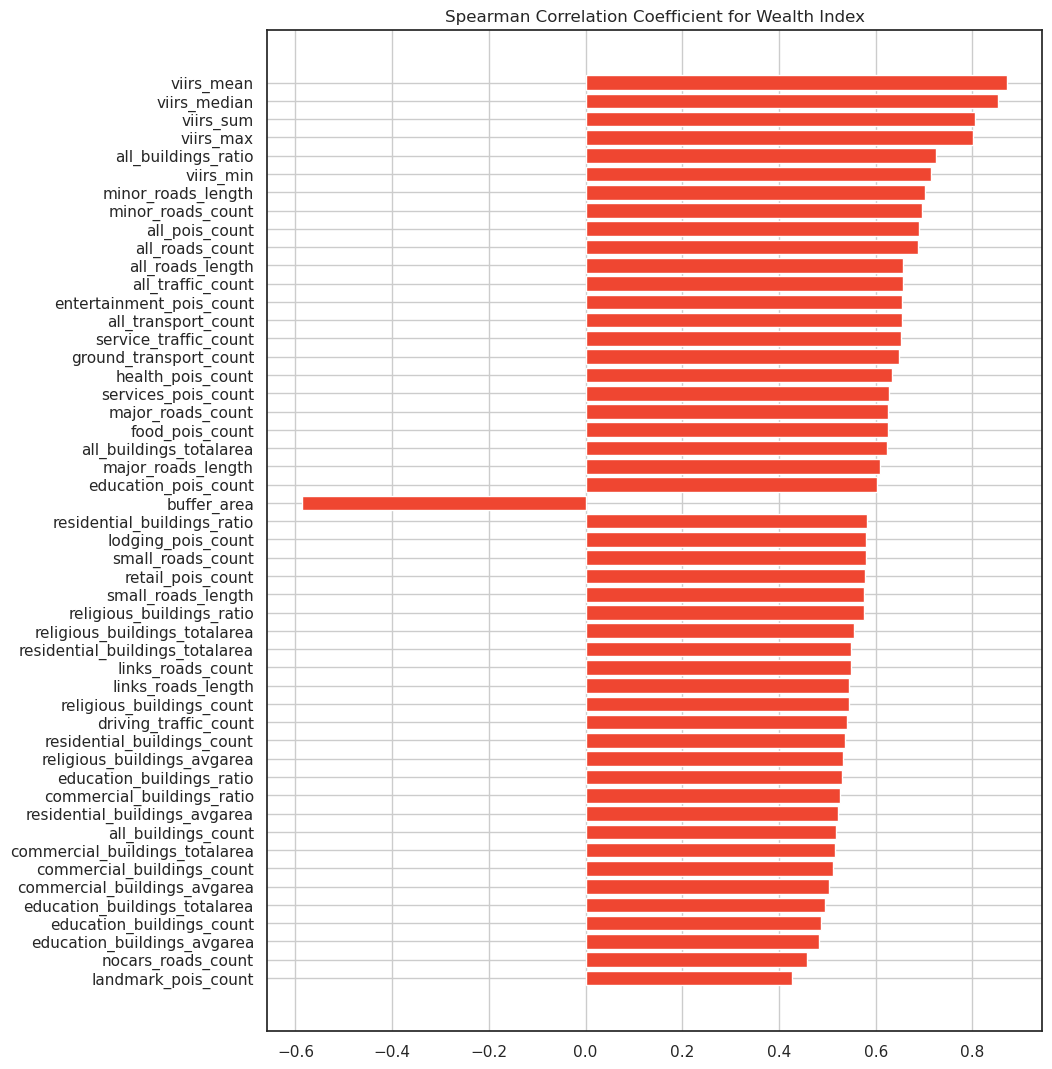 Spearman Correlation Coefficient for Wealth Index
viirs_mean
viirs_median
viirs_sum
viirs_max
all_buildings_ratio
viirs_min
minor_roads_length
minor_roads_count
all_pois_count
all_roads_count
all_roads_length
all_traffic_count
entertainment_pois_count
all_transport_count
service_traffic_count
ground_transport_count
health_pois_count
services_pois_count
major_roads_count
food_pois_count
all_buildings_totalarea
major_roads_length
education_pois_count
buffer_area
residential_buildings_ratio
lodging_pois_count
small_roads_count
retail_pois_count
small_roads_length
religious_buildings_ratio
religious_buildings_totalarea
residential_buildings_totalarea
links_roads_count
links_roads_length
religious_buildings_count
driving_traffic_count
residential_buildings_count
religious_buildings_avgarea
education_buildings_ratio
commercial_buildings_ratio
residential_buildings_avgarea
all_buildings_count
commercial_buildings_totalarea
commercial_buildings_count
commercial_buildings_avgarea
education_buildings_totalarea
education_buildings_count
education_buildings_avgarea
nocars_roads_count
landmark_pois_count
−0.6 −0.4 −0.2 0.0 0.2 0.4 0.6 0.8